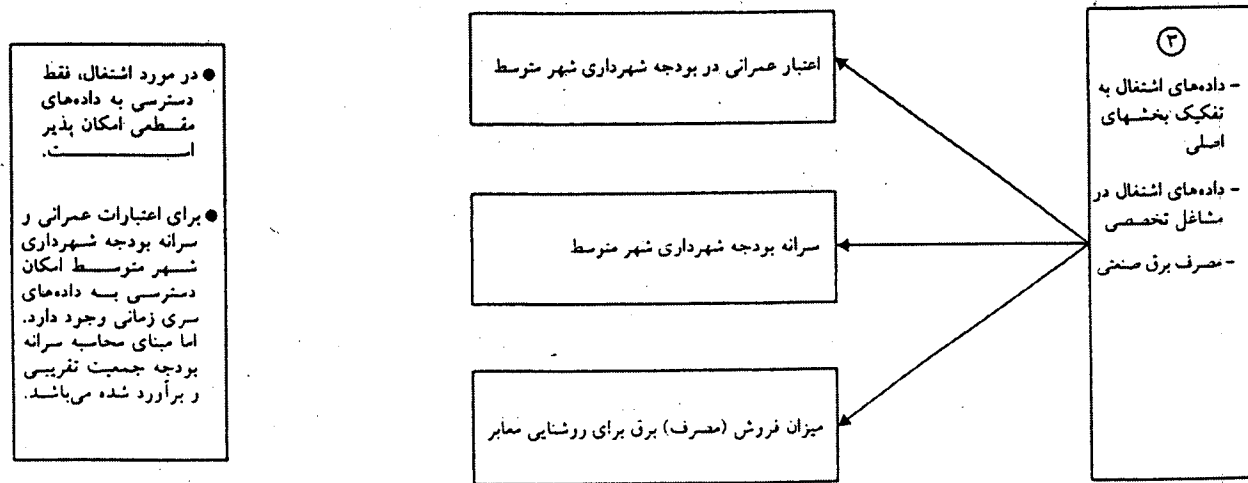 ۳
- داده‌های اشتغال به
تفکیک بخشهای
اصلی
- داده‌های اشتغال در
مشاغل تخصصی
- مصرف برق صنعتی
اعتبار عمرانی در بودجه شهرداری شهر متوسط
سرانه بودجه شهرداری شهر متوسط
میزان فروش (مصرف) برق برای روشنایی معابر
● در مورد اشتغال، فقط
دسترسی به داده‌های
مقطعی امکان پذیر
است.
● برای اعتبارات عمرانی و
سرانه بودجه شهرداری
شهر متوسط امکان
دسترسی به داده‌های
سری زمانی وجود دارد.
اما مبنای محاسبه سرانه
بودجه جمعیت تقریبی
و برآورد شده می‌باشد.